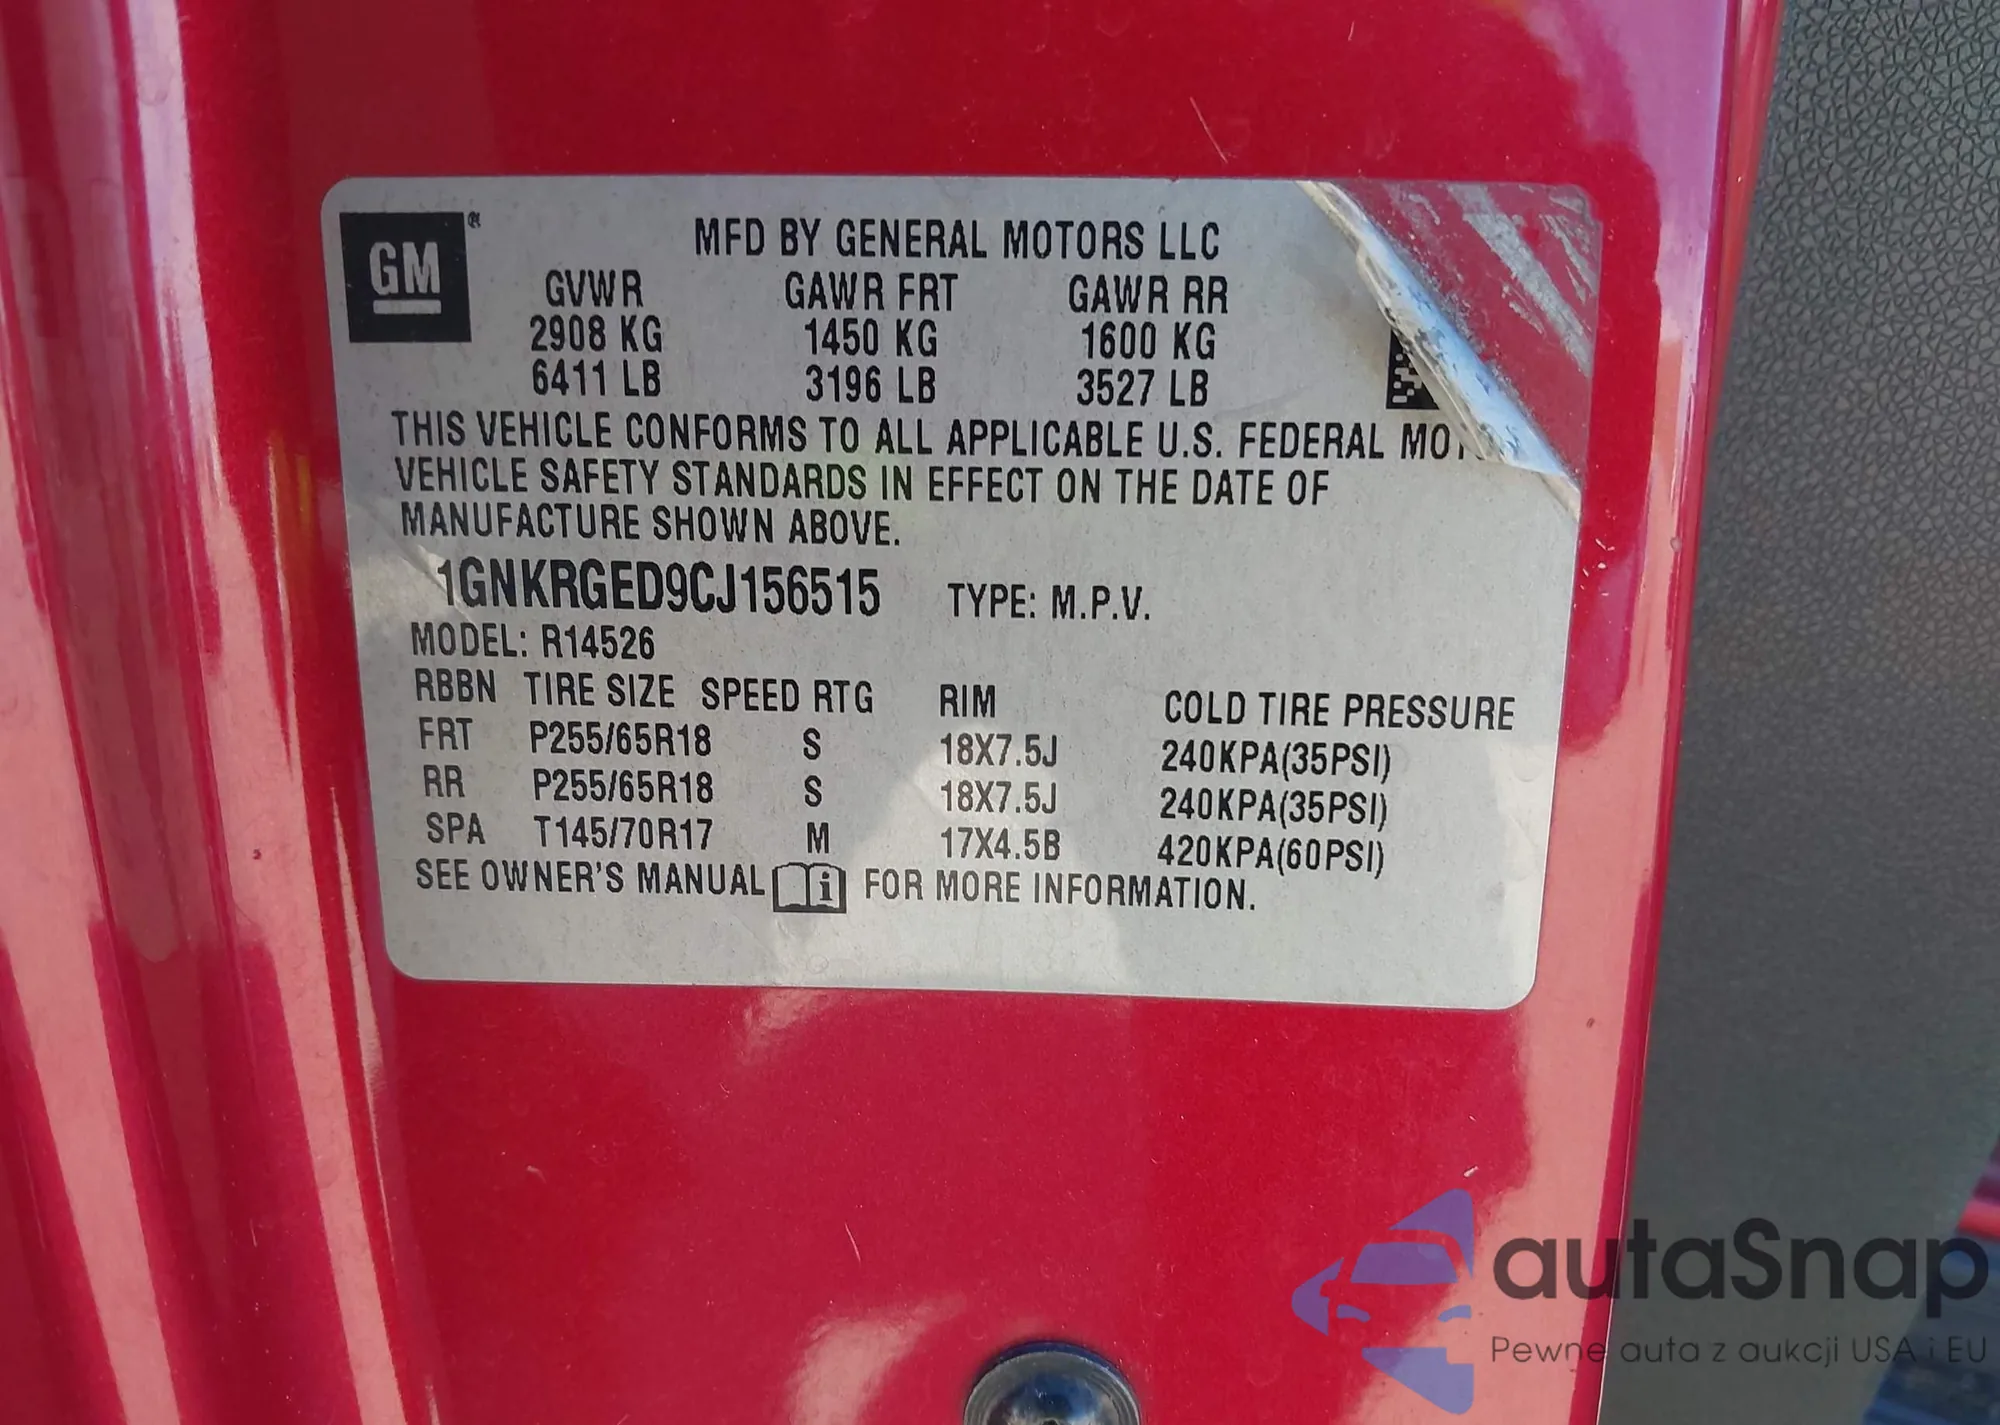 GM®
MFD BY GENERAL MOTORS LLC
GVWR GAWR FRT GAWR RR
2908 KG 1450 KG 1600 KG
6411 LB 3196 LB 3527 LB
THIS VEHICLE CONFORMS TO ALL APPLICABLE U.S. FEDERAL
VEHICLE SAFETY STANDARDS IN EFFECT ON THE DATE OF
MANUFACTURE SHOWN ABOVE.
1GNKRGED9CJ156515 TYPE: M.P.V.
MODEL: R14526
RBBN TIRE SIZE SPEED RTG RIM COLD TIRE PRESSURE
FRT P255/65R18 S 18X7.5J 240KPA(35PSI)
RR P255/65R18 S 18X7.5J 240KPA(35PSI)
SPA T145/70R17 M 17X4.5B 420KPA(60PSI)
SEE OWNER'S MANUAL i FOR MORE INFORMATION.
autaSnap
Pewne auta z aukcji USA i EU